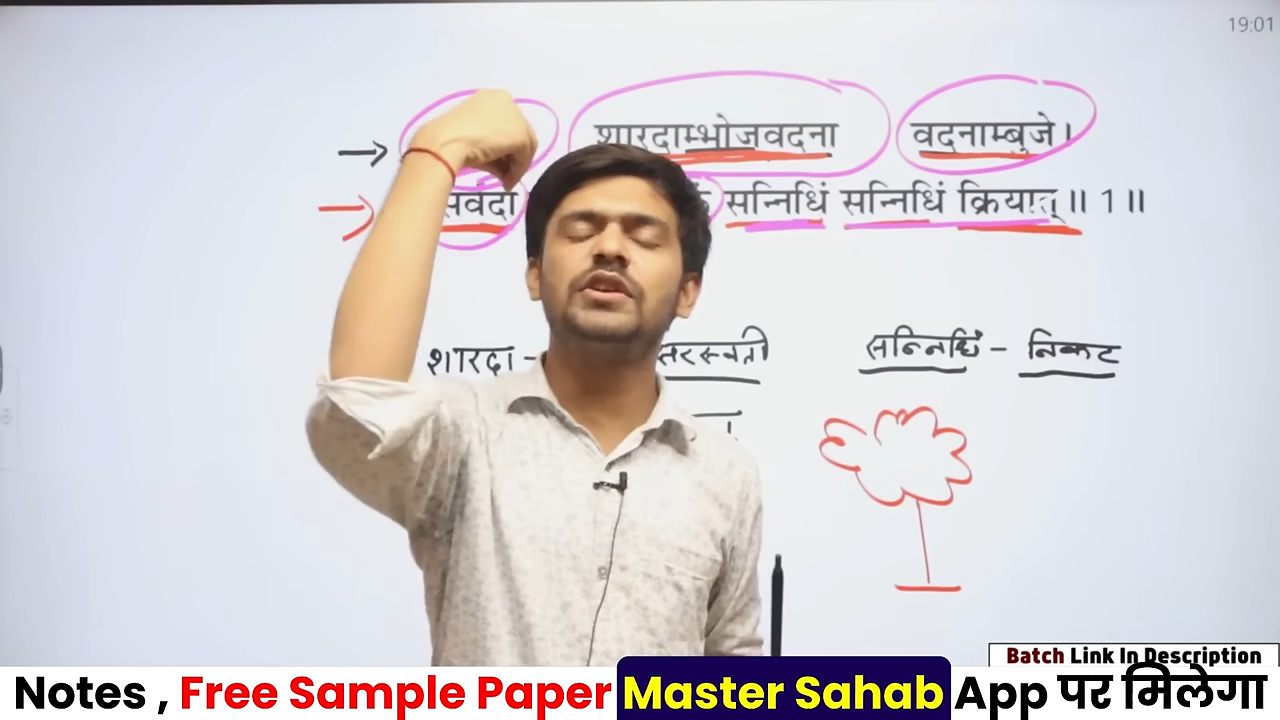 19:01
शारदाम्भोजवदना वदनाम्बुजे।
सर्वदा सन्निधिं सन्निधिं क्रियात्॥ 1॥
शारदा - सरस्वती सन्निधिं - निकट
Batch Link In Description
Notes , Free Sample Paper Master Sahab App पर मिलेगा